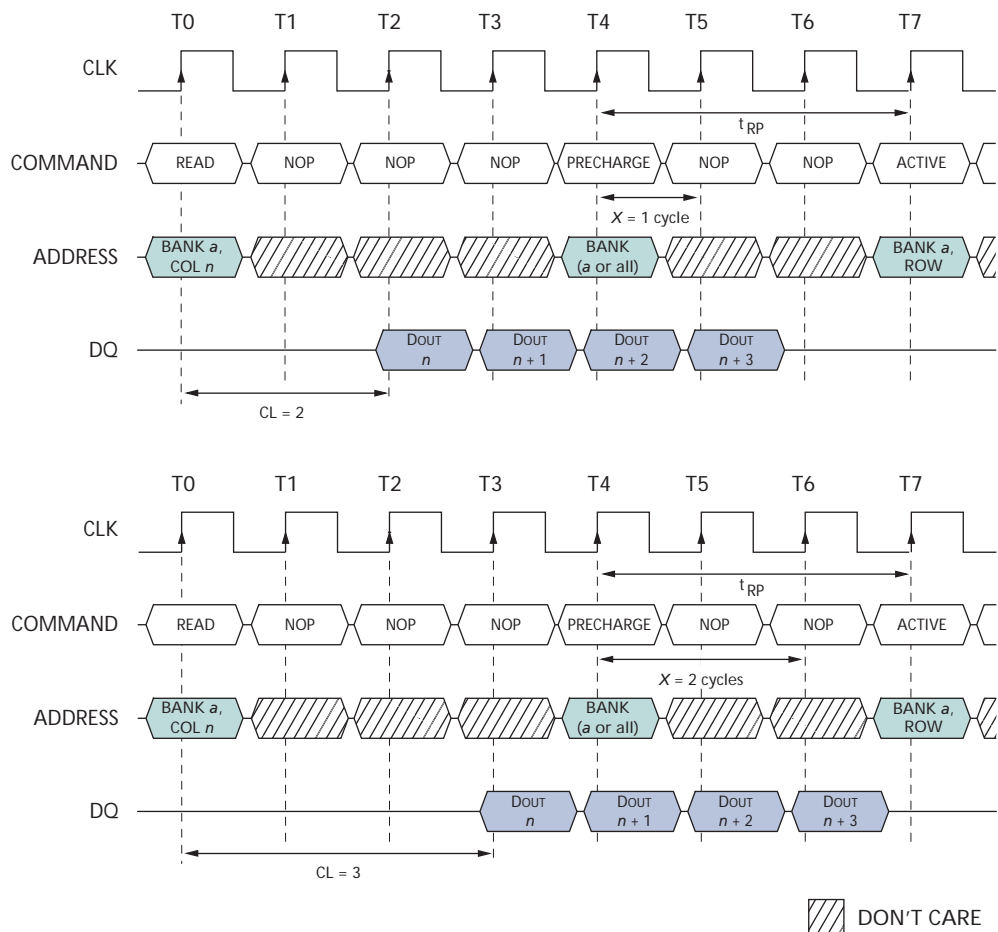 T0 T1 T2 T3 T4 T5 T6 T7
CLK
t RP
COMMAND READ NOP NOP NOP PRECHARGE NOP NOP ACTIVE
X = 1 cycle
ADDRESS BANK a, COL n BANK (a or all) BANK a, ROW
DQ DOUT n DOUT n + 1 DOUT n + 2 DOUT n + 3
CL = 2
T0 T1 T2 T3 T4 T5 T6 T7
CLK
t RP
COMMAND READ NOP NOP NOP PRECHARGE NOP NOP ACTIVE
X = 2 cycles
ADDRESS BANK a, COL n BANK (a or all) BANK a, ROW
DQ DOUT n DOUT n + 1 DOUT n + 2 DOUT n + 3
CL = 3
DON'T CARE